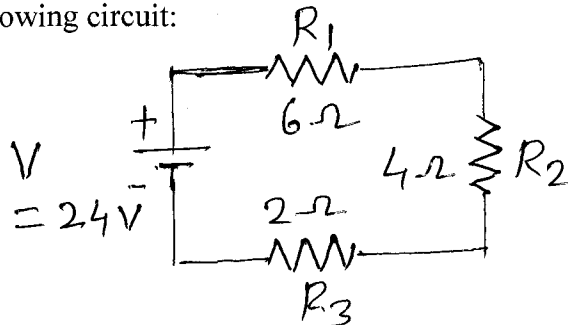 owing circuit:
R1
6Ω
+
V
= 24V
-
4Ω R2
2Ω
R3